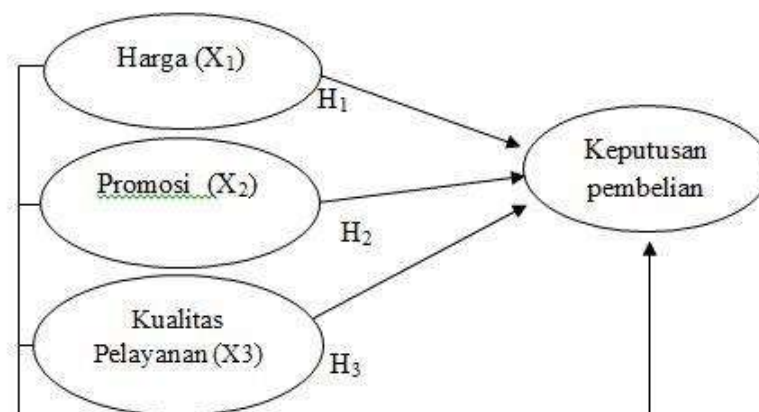 Harga (X₁)
H₁
Keputusan
pembelian
Promosi (X₂)
H₂
Kualitas
Pelayanan (X3)
H₃